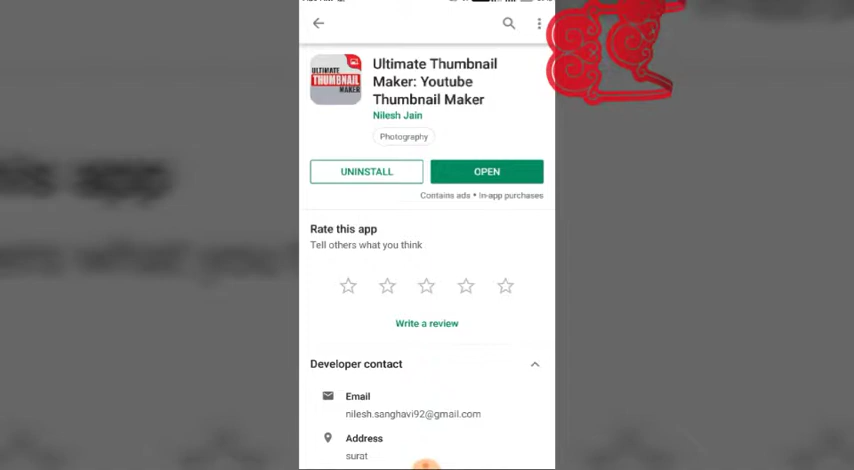 Ultimate Thumbnail
Maker: Youtube
Thumbnail Maker
ULTIMATE
THUMBNAIL
MAKER
Nilesh Jain
Photography
UNINSTALL
OPEN
Contains ads • In-app purchases
Rate this app
Tell others what you think
Write a review
Developer contact
Email
nilesh.sanghavi92@gmail.com
Address
surat